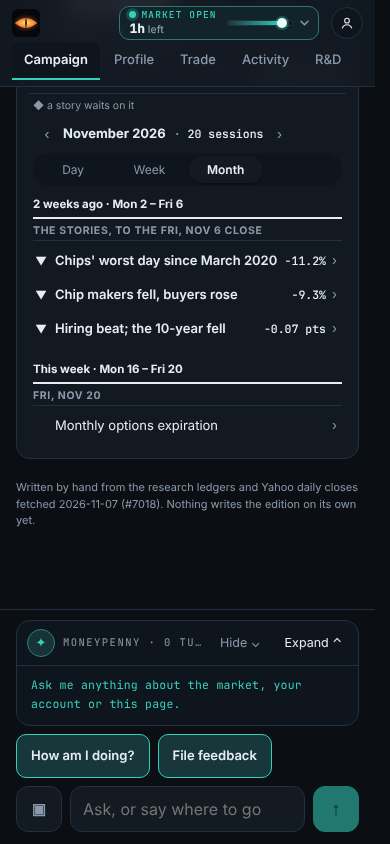 MARKET OPEN
1h left
Campaign Profile Trade Activity R&D
◆ a story waits on it
‹ November 2026 · 20 sessions ›
Day Week Month
2 weeks ago · Mon 2 – Fri 6
THE STORIES, TO THE FRI, NOV 6 CLOSE
▼ Chips' worst day since March 2020 -11.2% ›
▼ Chip makers fell, buyers rose -9.3% ›
▼ Hiring beat; the 10-year fell -0.07 pts ›
This week · Mon 16 – Fri 20
FRI, NOV 20
Monthly options expiration ›
Written by hand from the research ledgers and Yahoo daily closes
fetched 2026-11-07 (#7018). Nothing writes the edition on its own
yet.
MONEYPENNY · 0 TU… Hide Expand
Ask me anything about the market, your
account or this page.
How am I doing? File feedback
Ask, or say where to go